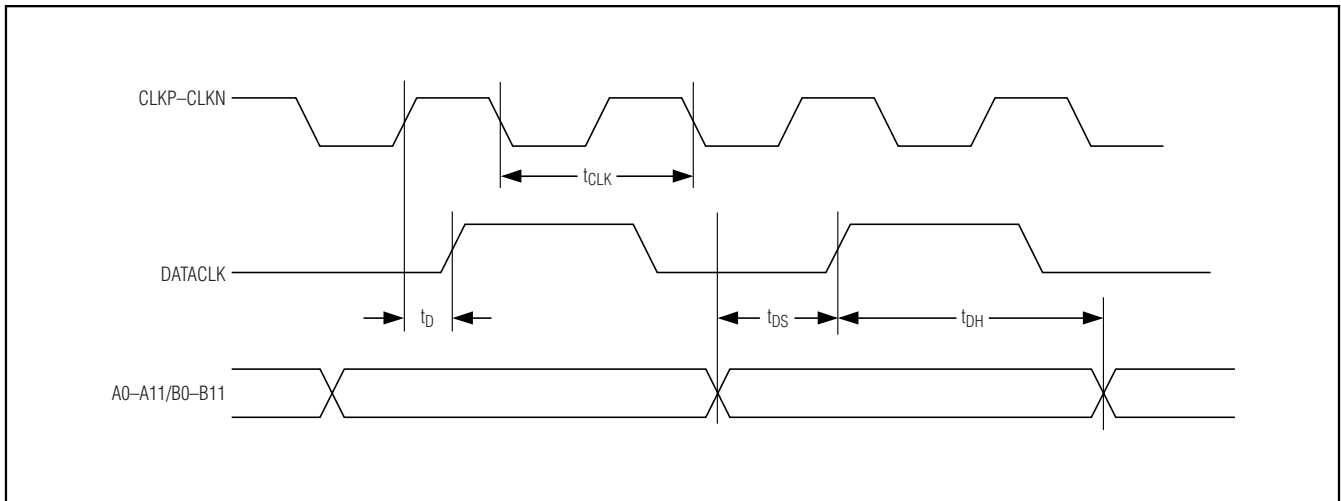 CLKP–CLKN
tCLK
DATACLK
tD
tDS
tDH
A0–A11/B0–B11